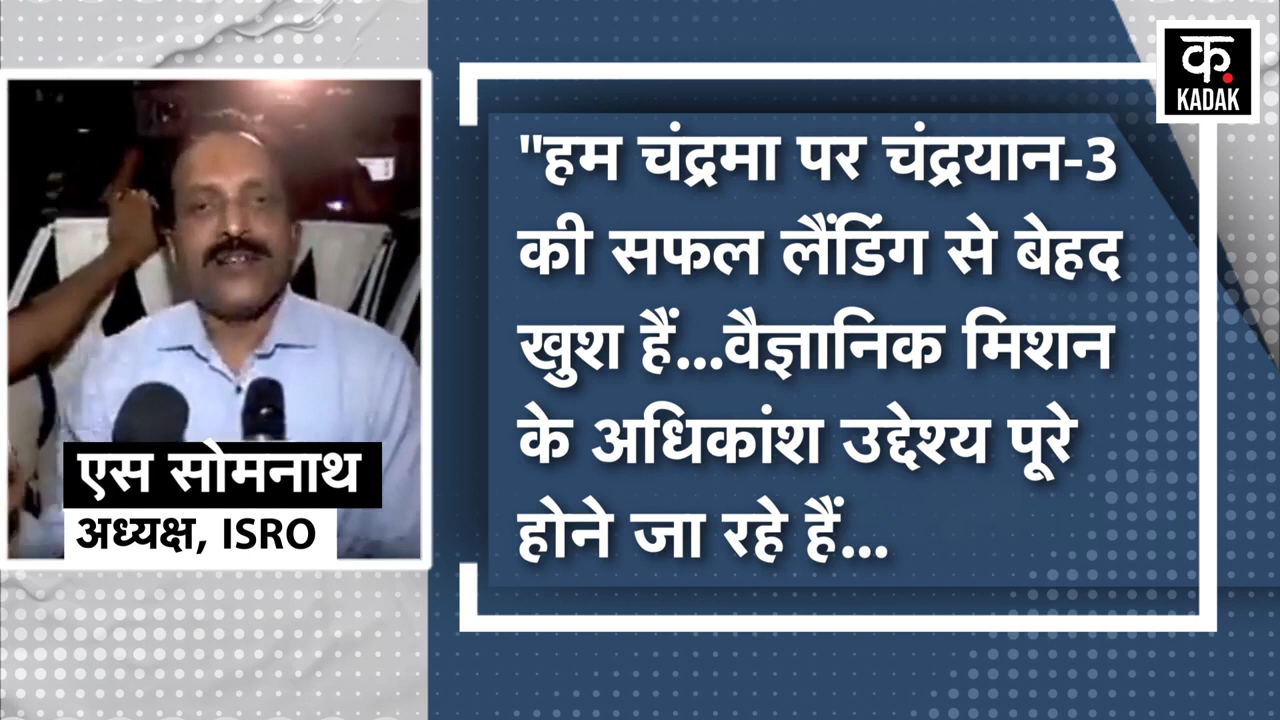 क.
KADAK
"हम चंद्रमा पर चंद्रयान-3
की सफल लैंडिंग से बेहद
खुश हैं...वैज्ञानिक मिशन
के अधिकांश उद्देश्य पूरे
होने जा रहे हैं...
एस सोमनाथ
अध्यक्ष, ISRO